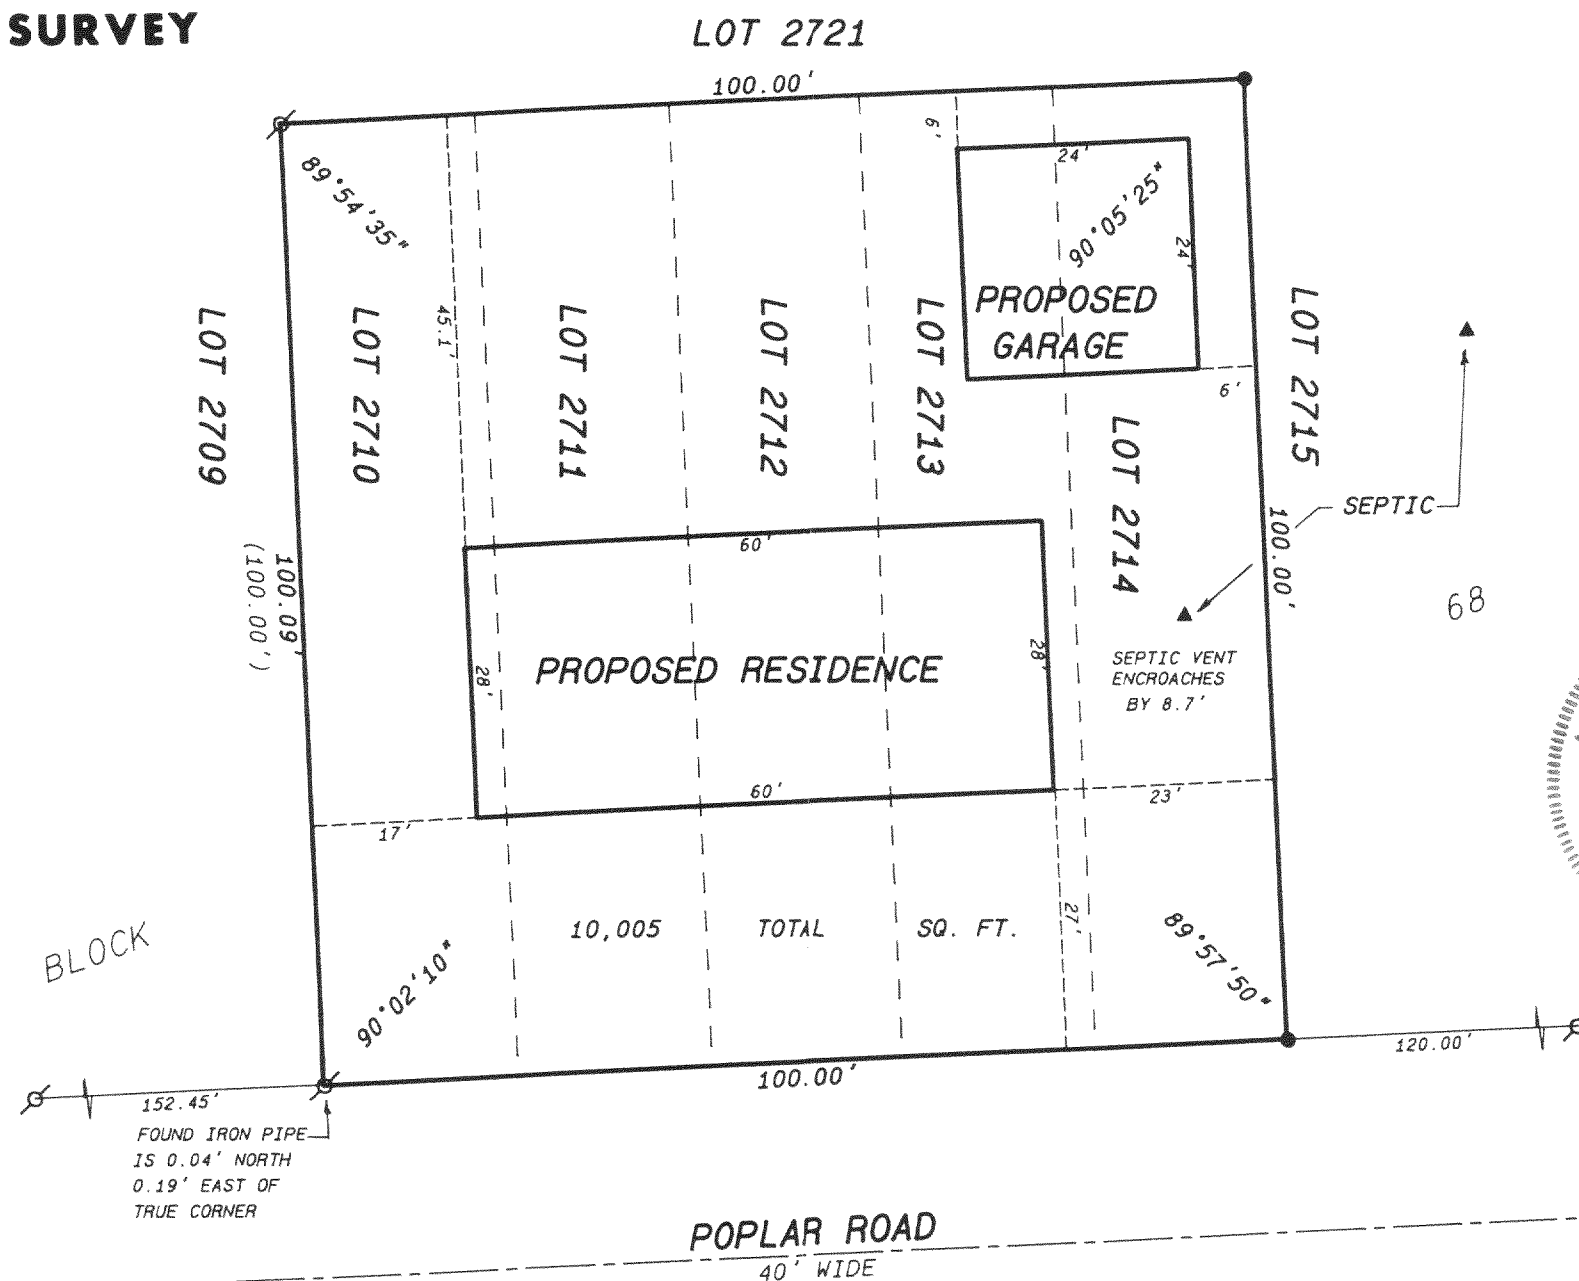 SURVEY
LOT 2721
100.00'
6'
24'
89°54'35"
90°05'25"
24'
PROPOSED
GARAGE
6'
45.1'
LOT 2709
LOT 2710
LOT 2711
LOT 2712
LOT 2713
LOT 2714
LOT 2715
SEPTIC
100.00'
60'
100.09'
(100.00')
68
28'
PROPOSED RESIDENCE
28'
SEPTIC VENT
ENCROACHES
BY 8.7'
60'
17'
23'
27'
10,005 TOTAL SQ. FT.
BLOCK
90°02'10"
89°57'50"
100.00'
120.00'
152.45'
FOUND IRON PIPE
IS 0.04' NORTH
0.19' EAST OF
TRUE CORNER
POPLAR ROAD
40' WIDE